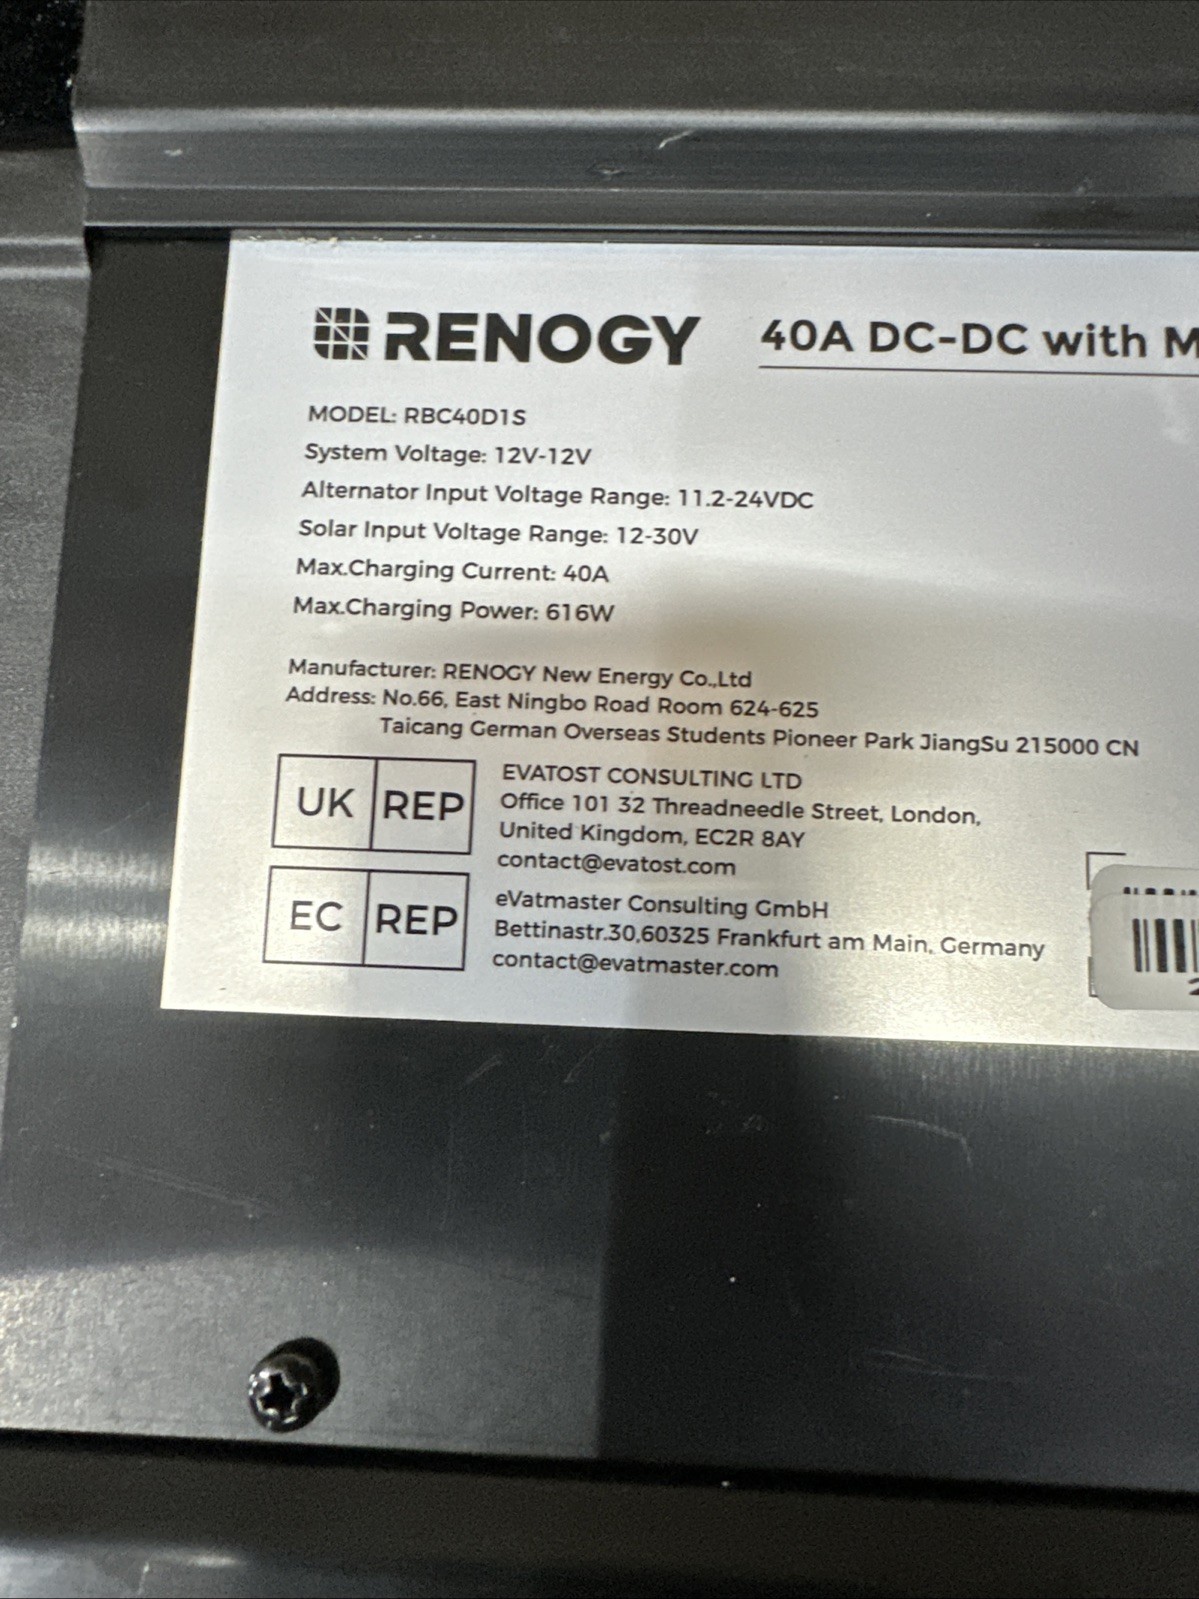 RENOGY 40A DC-DC with M
MODEL: RBC40D1S
System Voltage: 12V-12V
Alternator Input Voltage Range: 11.2-24VDC
Solar Input Voltage Range: 12-30V
Max.Charging Current: 40A
Max.Charging Power: 616W
Manufacturer: RENOGY New Energy Co.,Ltd
Address: No.66, East Ningbo Road Room 624-625
Taicang German Overseas Students Pioneer Park JiangSu 215000 CN
UK REP
EVATOST CONSULTING LTD
Office 101 32 Threadneedle Street, London,
United Kingdom, EC2R 8AY
contact@evatost.com
EC REP
eVatmaster Consulting GmbH
Bettinastr.30,60325 Frankfurt am Main, Germany
contact@evatmaster.com